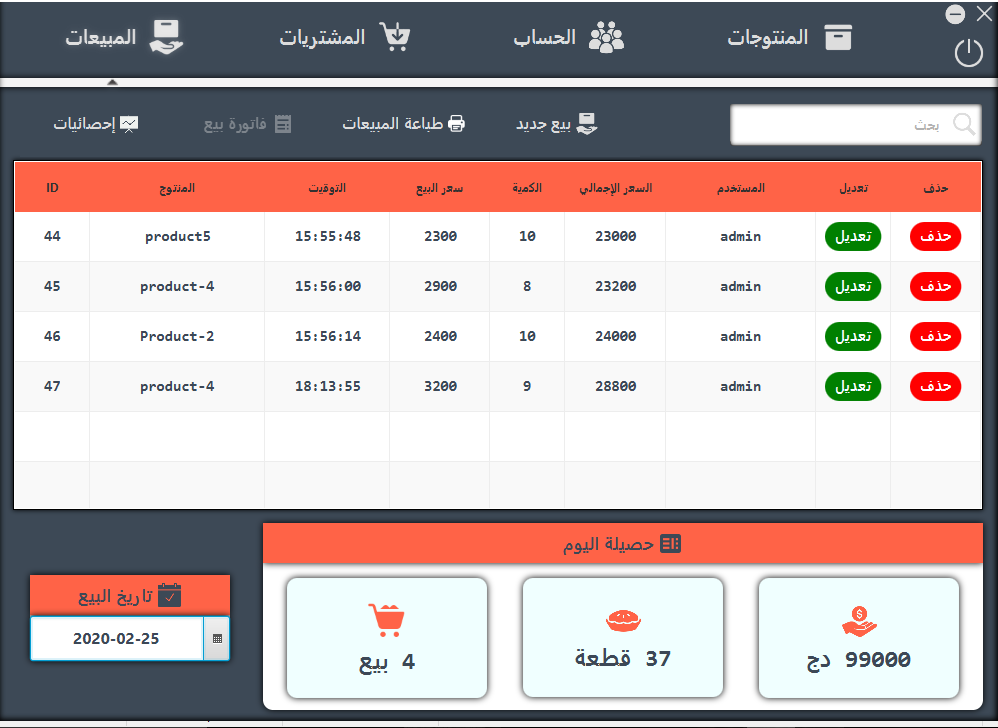 المنتوجات الحساب المشتريات المبيعات
بحث بيع جديد طباعة المبيعات فاتورة بيع إحصائيات
حذف تعديل المستخدم السعر الإجمالي الكمية سعر البيع التوقيت المنتوج ID
44 product5 15:55:48 2300 10 23000 admin تعديل حذف
45 product-4 15:56:00 2900 8 23200 admin تعديل حذف
46 Product-2 15:56:14 2400 10 24000 admin تعديل حذف
47 product-4 18:13:55 3200 9 28800 admin تعديل حذف
حصيلة اليوم
99000 دج
37 قطعة
4 بيع
تاريخ البيع
2020-02-25